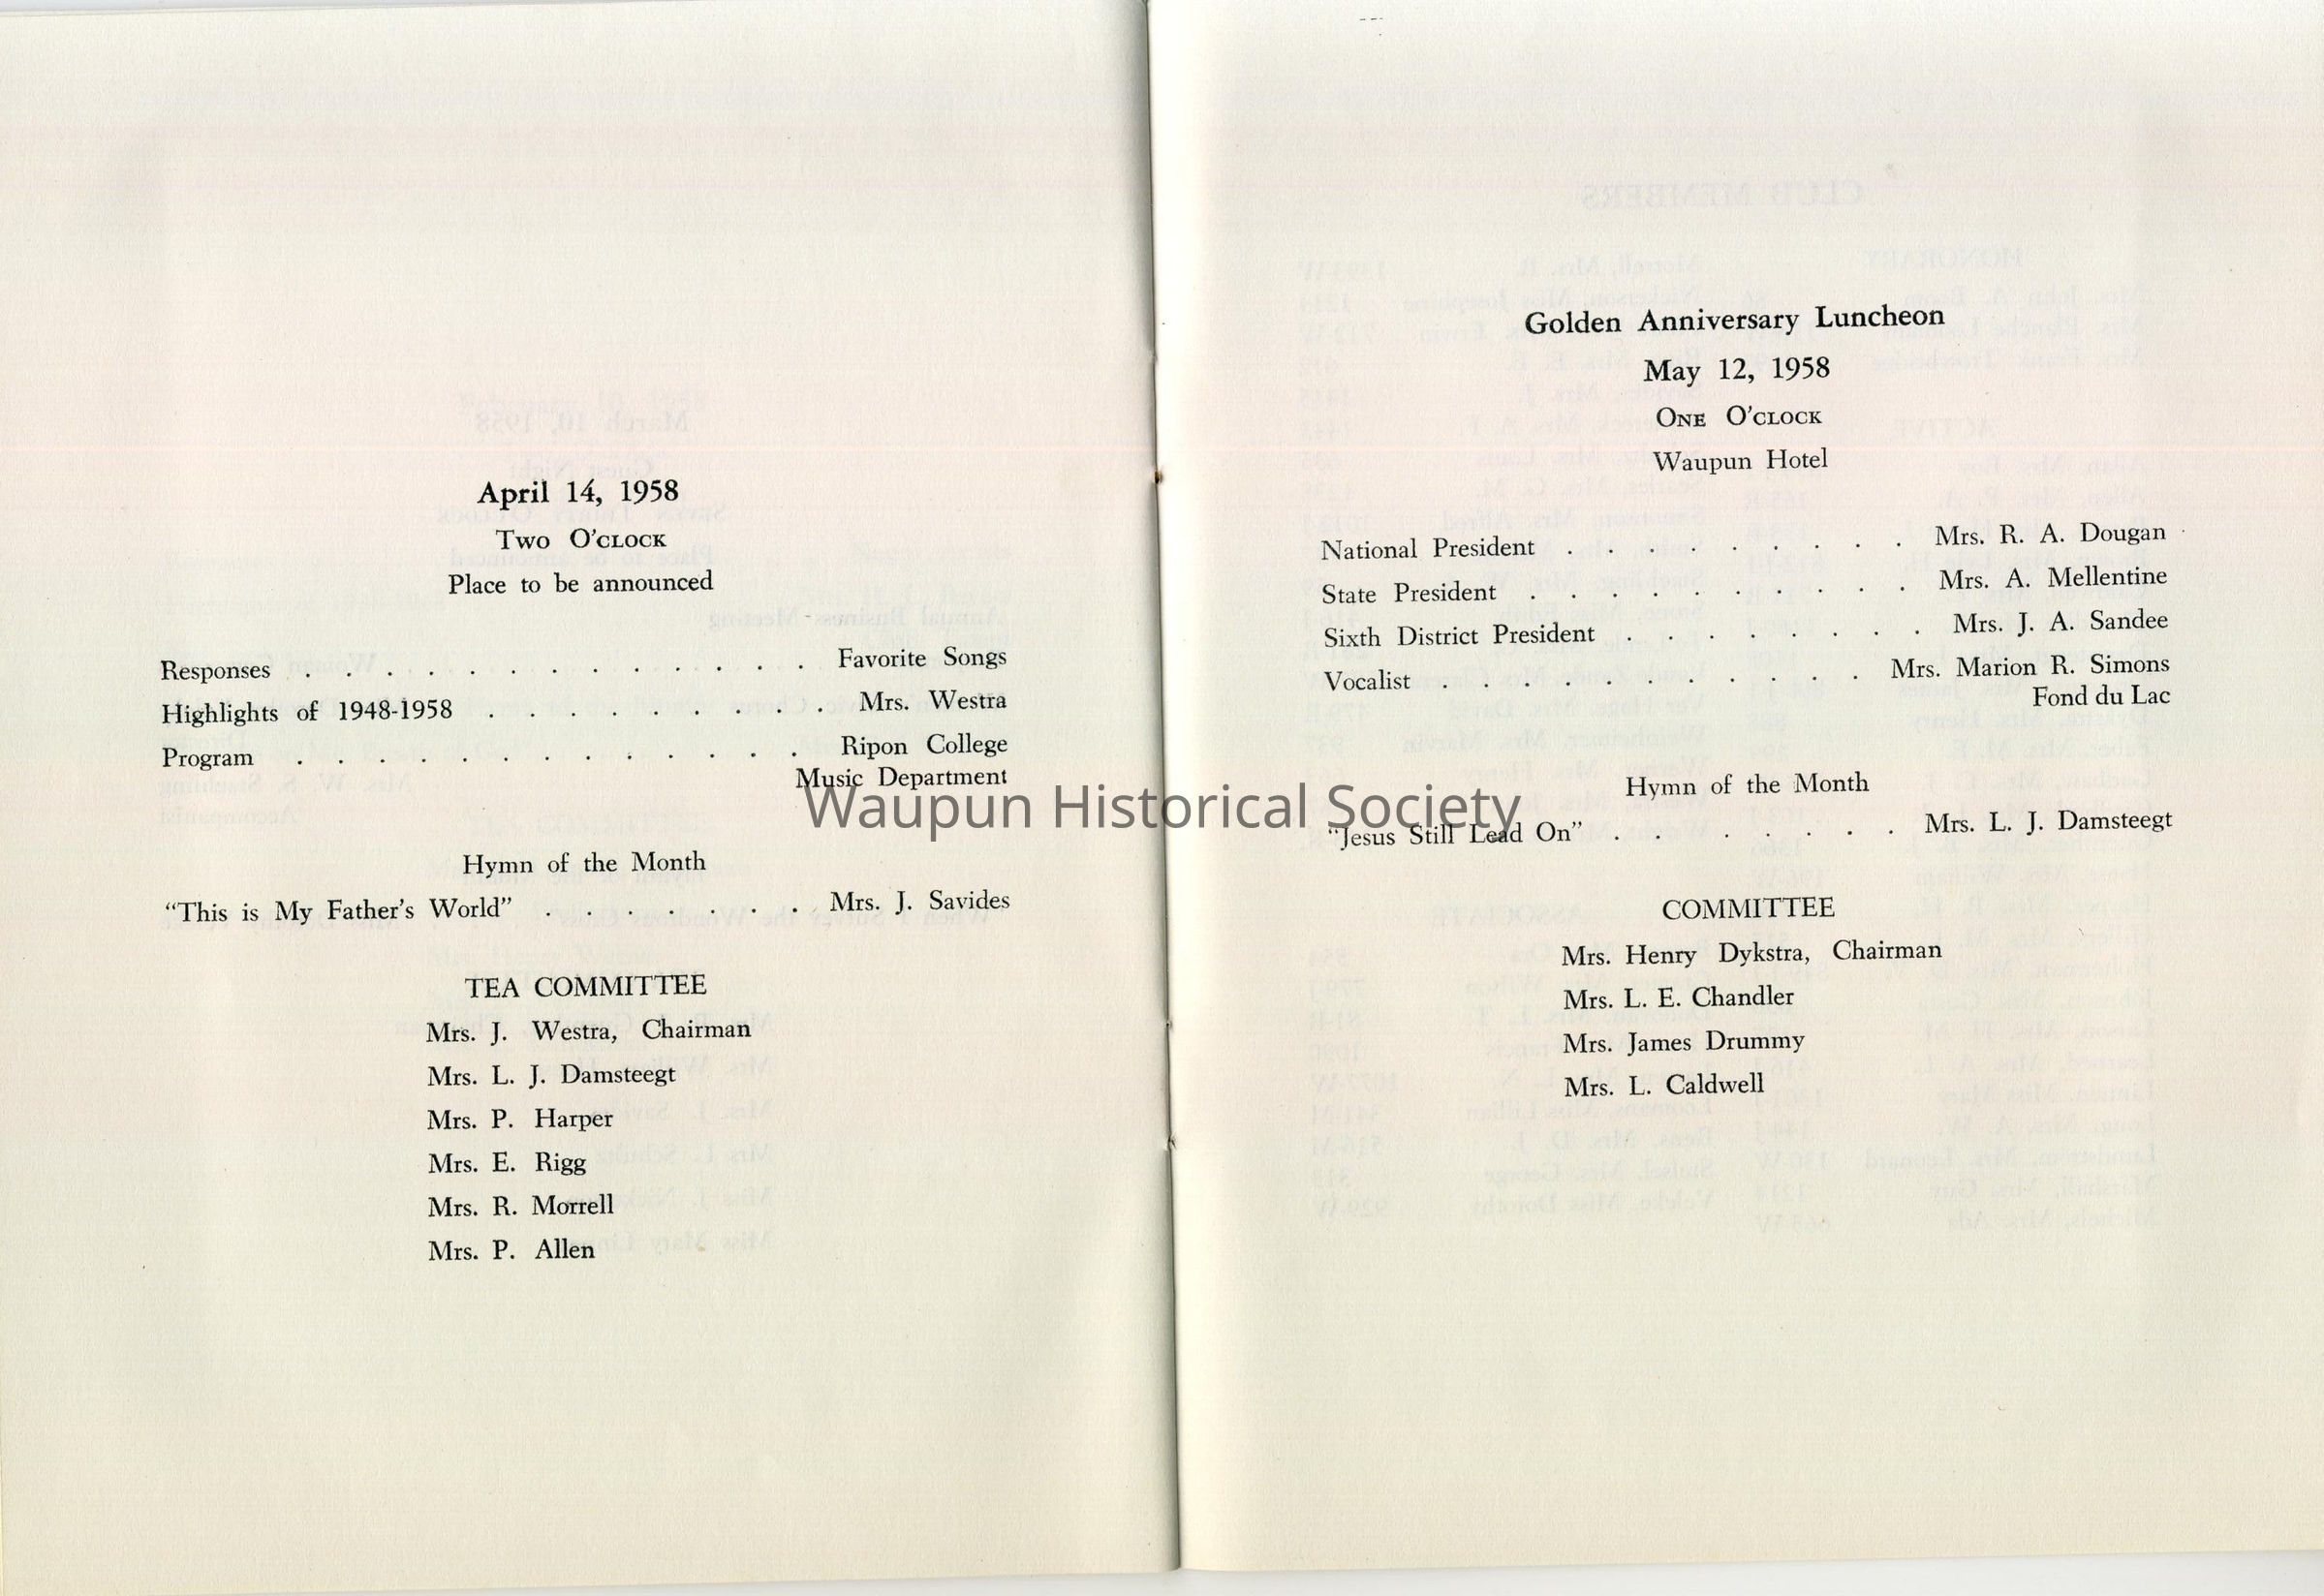 April 14, 1958
Two O'clock
Place to be announced
Responses . . . . . . . . . . . . . Favorite Songs
Highlights of 1948-1958 . . . . . . . . . Mrs. Westra
Program . . . . . . . . . . . . . Ripon College
Music Department
Hymn of the Month
“This is My Father's World” . . . . . . . Mrs. J. Savides
TEA COMMITTEE
Mrs. J. Westra, Chairman
Mrs. L. J. Damsteegt
Mrs. P. Harper
Mrs. E. Rigg
Mrs. R. Morrell
Mrs. P. Allen
Golden Anniversary Luncheon
May 12, 1958
One O'clock
Waupun Hotel
National President . . . . . . . . . Mrs. R. A. Dougan
State President . . . . . . . . . . Mrs. A. Mellentine
Sixth District President . . . . . . . . Mrs. J. A. Sandee
Vocalist . . . . . . . . . . . Mrs. Marion R. Simons
Fond du Lac
Hymn of the Month
“Jesus Still Lead On” . . . . . . . Mrs. L. J. Damsteegt
COMMITTEE
Mrs. Henry Dykstra, Chairman
Mrs. L. E. Chandler
Mrs. James Drummy
Mrs. L. Caldwell
Waupun Historical Society